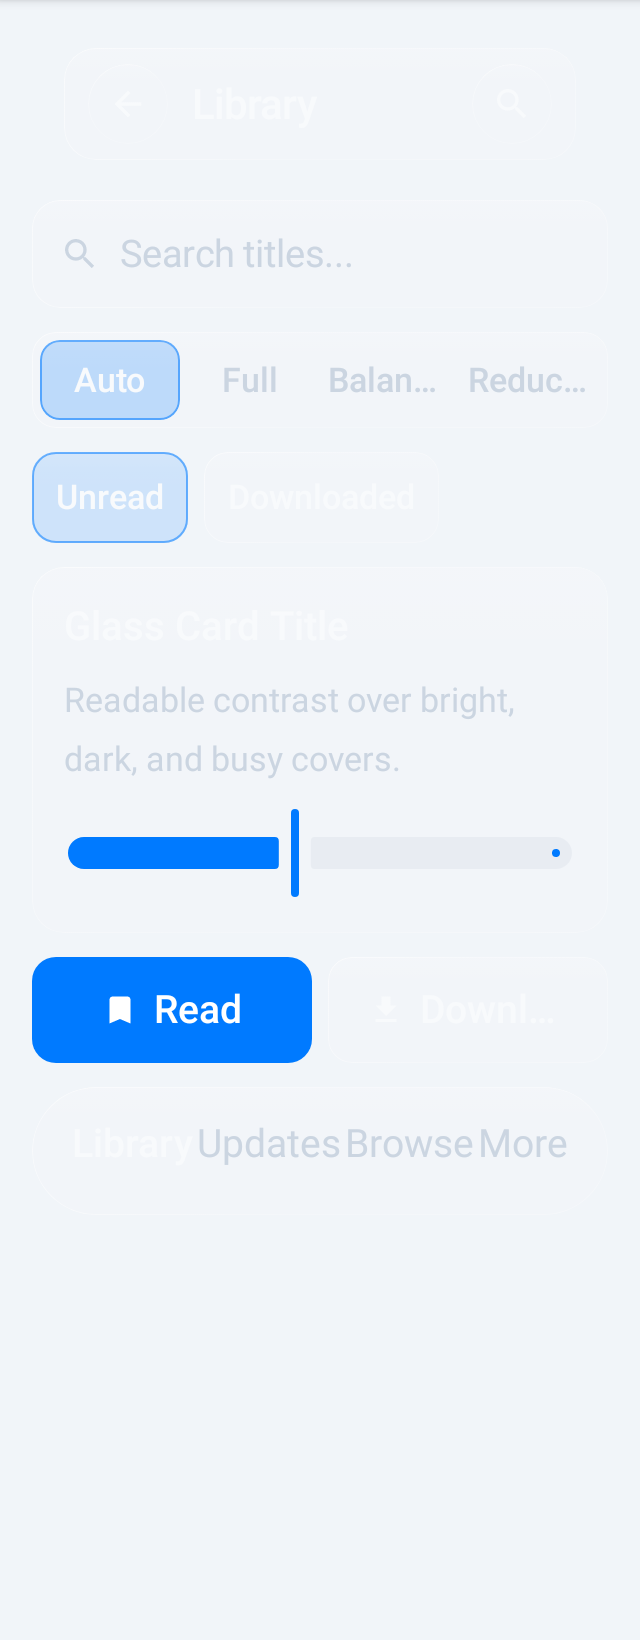 Library
Search titles...
Auto Full Balan... Reduc...
Unread Downloaded
Glass Card Title
Readable contrast over bright,
dark, and busy covers.
Read Downl...
Library Updates Browse More